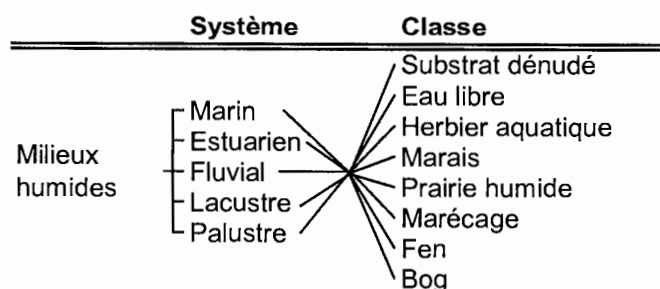 Système Classe
Substrat dénudé
Marin Eau libre
Estuarien Herbier aquatique
Milieux humides Fluvial Marais
Lacustre Prairie humide
Palustre Marécage
Fen
Bog